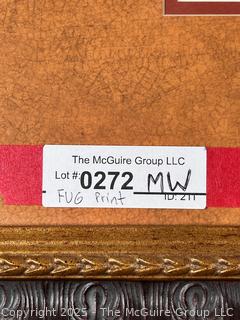 The McGuire Group LLC
Lot #: 0272 MW
FUG Print ID: 211
Copyright 2025 - The McGuire Group LLC